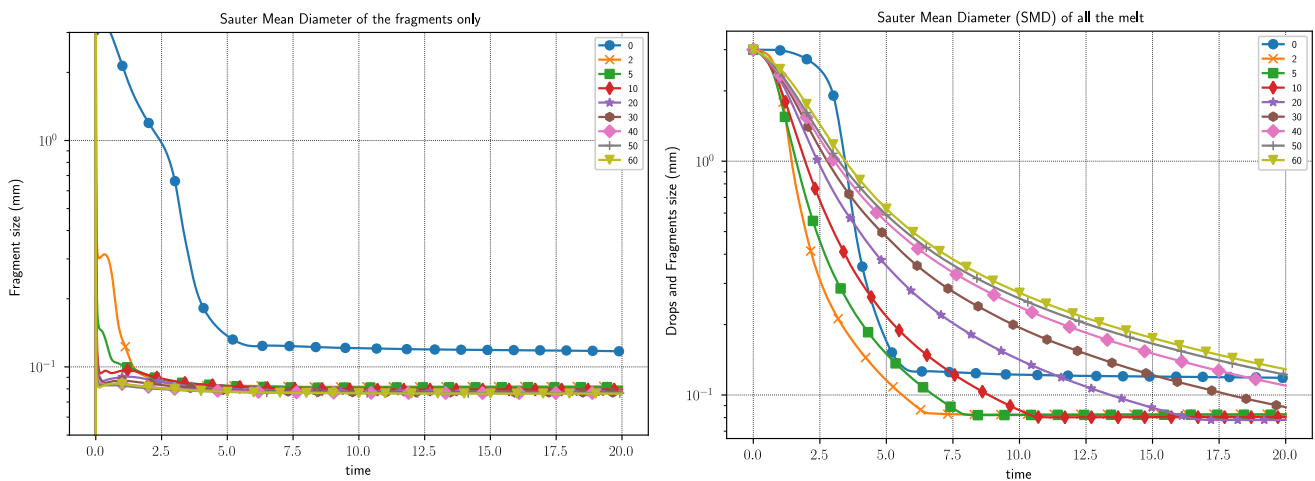 Sauter Mean Diameter of the fragments only
Fragment size (mm)
10⁰
10⁻¹
0.0 2.5 5.0 7.5 10.0 12.5 15.0 17.5 20.0
time
0
2
5
10
20
30
40
50
60
Sauter Mean Diameter (SMD) of all the melt
Drops and Fragments size (mm)
10⁰
10⁻¹
0.0 2.5 5.0 7.5 10.0 12.5 15.0 17.5 20.0
time
0
2
5
10
20
30
40
50
60